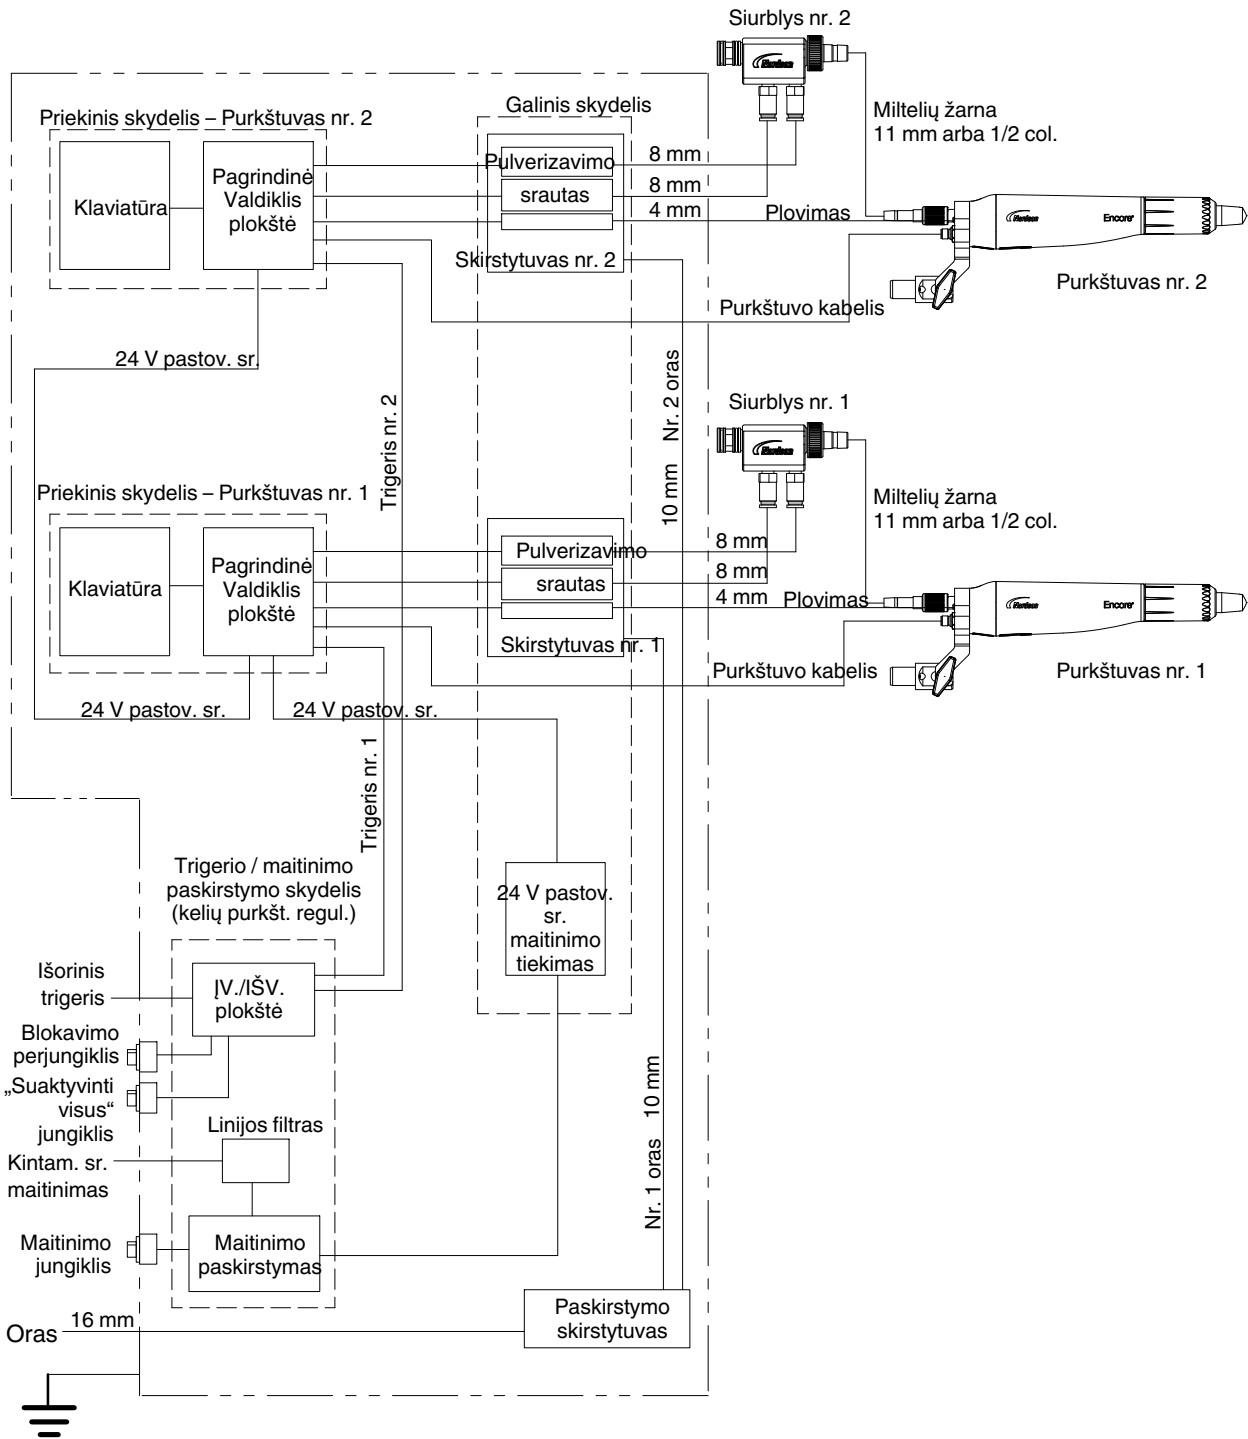 Siurblys nr. 2
Nordson
Galinis skydelis
Priekinis skydelis – Purkštuvas nr. 2
Miltelių žarna
11 mm arba 1/2 col.
Klaviatūra
Pagrindinė
Valdiklis
plokštė
Pulverizavimo
srautas
8 mm
8 mm
4 mm
Plovimas
Nordson
Encore®
Skirstytuvas nr. 2
Purkštuvas nr. 2
Purkštuvo kabelis
24 V pastov. sr.
Trigeris nr. 2
10 mm Nr. 2 oras
Siurblys nr. 1
Nordson
Priekinis skydelis – Purkštuvas nr. 1
Miltelių žarna
11 mm arba 1/2 col.
Klaviatūra
Pagrindinė
Valdiklis
plokštė
Pulverizavimo
srautas
8 mm
8 mm
4 mm
Plovimas
Nordson
Encore®
Skirstytuvas nr. 1
Purkštuvo kabelis
Purkštuvas nr. 1
24 V pastov. sr.
24 V pastov. sr.
Trigeris nr. 1
Trigerio / maitinimo
paskirstymo skydelis
(kelių purkšt. regul.)
24 V pastov.
sr.
maitinimo
tiekimas
Išorinis
trigeris
ĮV./IŠV.
plokštė
Blokavimo
perjungiklis
„Suaktyvinti
visus“
jungiklis
Linijos filtras
Kintam. sr.
maitinimas
Nr. 1 oras 10 mm
Maitinimo
jungiklis
Maitinimo
paskirstymas
Paskirstymo
skirstytuvas
Oras
16 mm